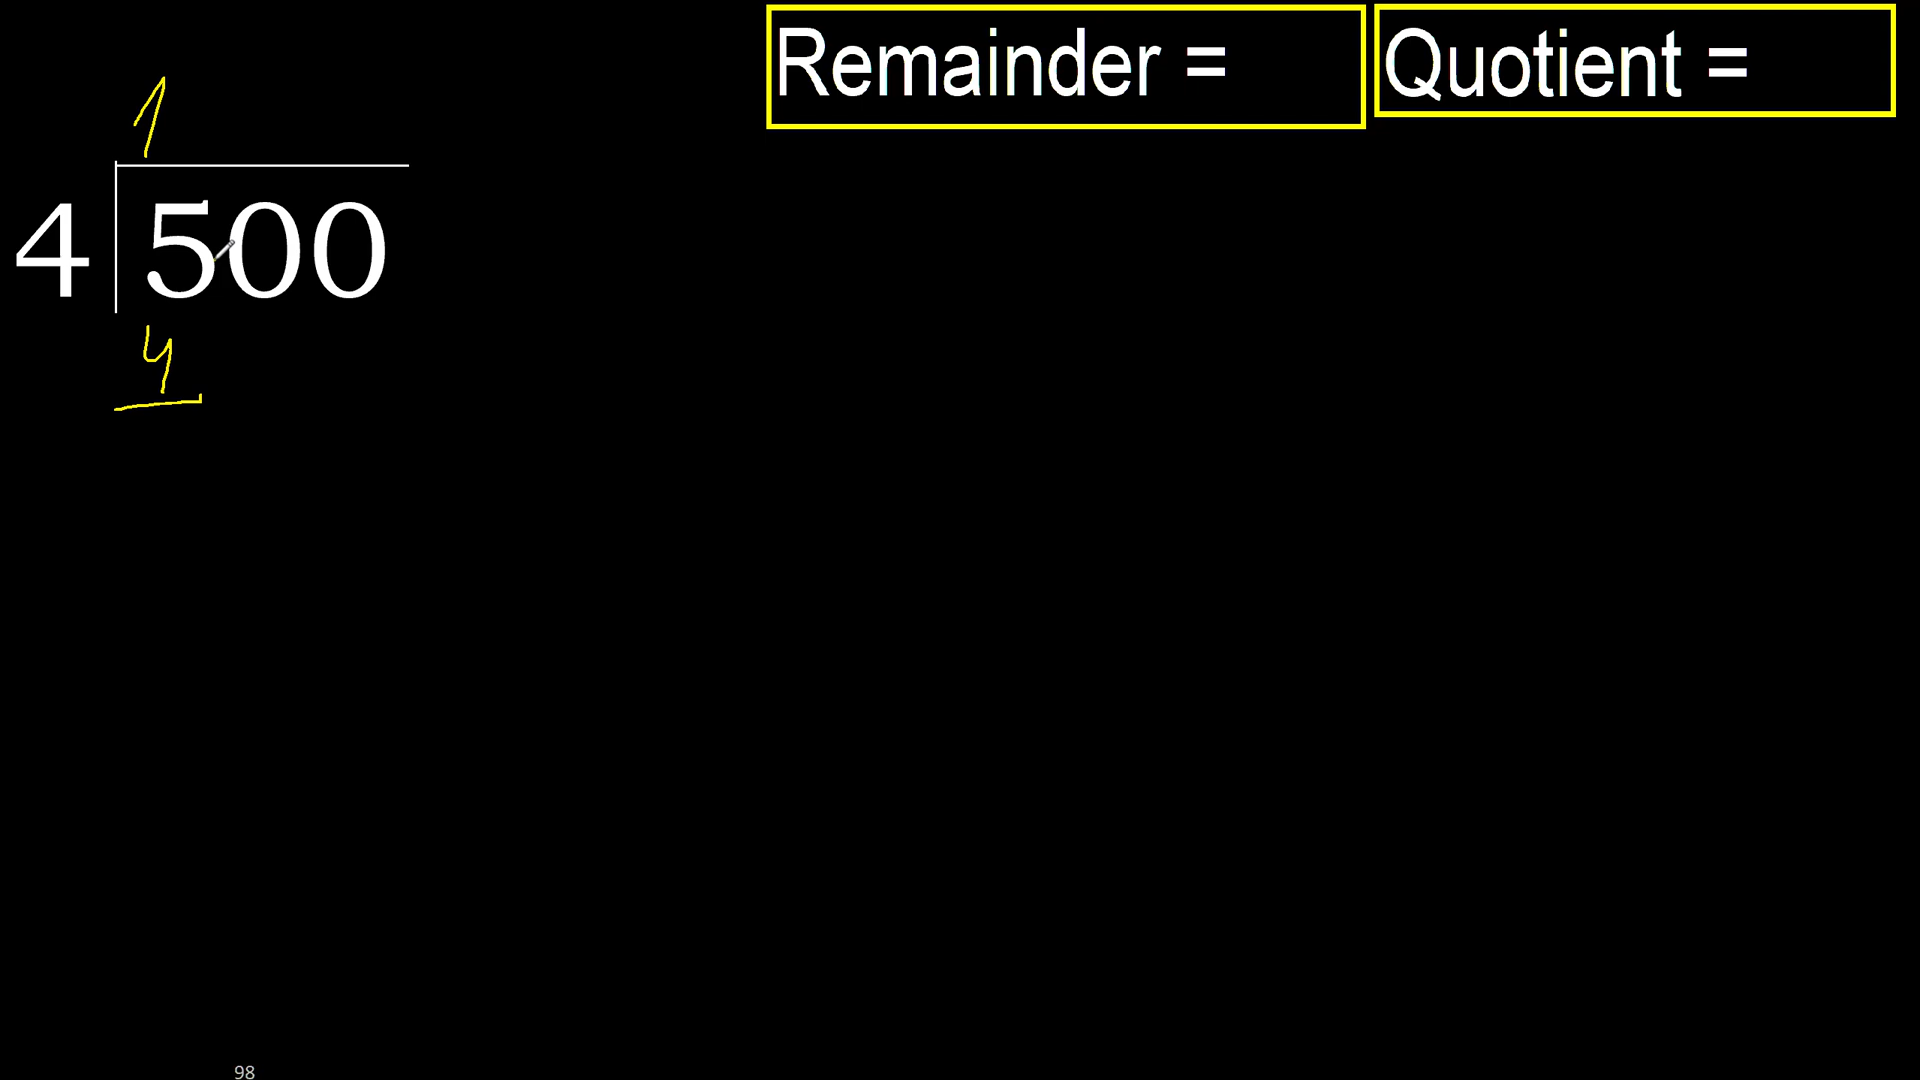 Remainder = Quotient =
1
4 500
4
98